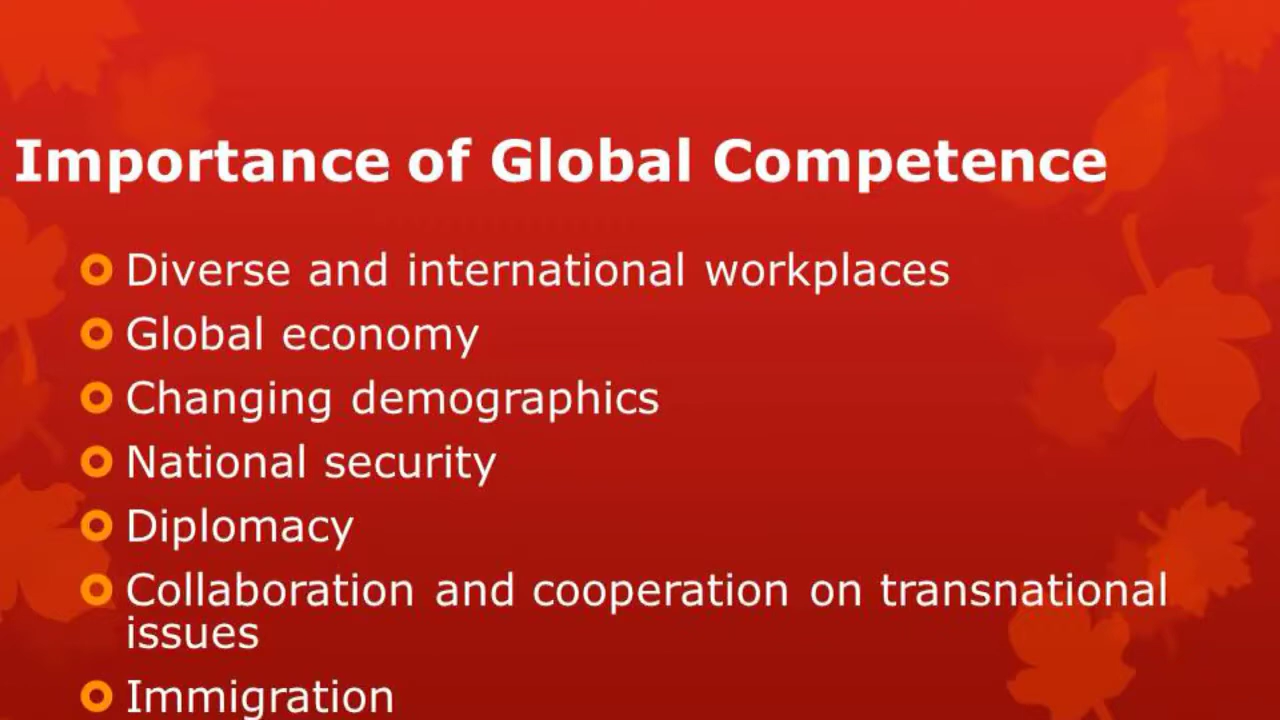 Importance of Global Competence
Diverse and international workplaces
Global economy
Changing demographics
National security
Diplomacy
Collaboration and cooperation on transnational
issues
Immigration